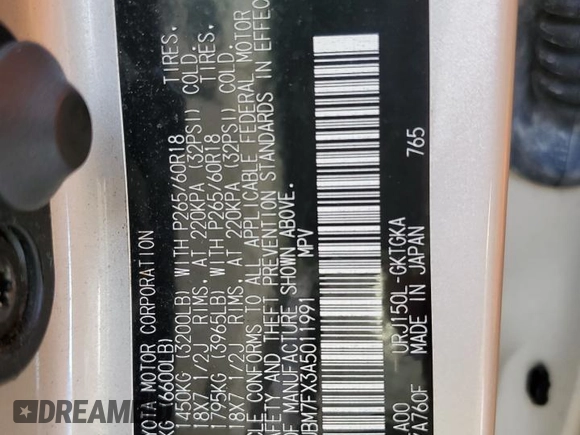 YOTA MOTOR CORPORATION
KG (6600LB)
1450KG (3200LB) WITH P265/60R18 TIRES.
18X7 1/2J RIMS, AT 220KPA (32PSI) COLD.
1795KG (3965LB) WITH P265/60R18 TIRES.
18X7 1/2J RIMS, AT 220KPA (32PSI) COLD.
CLE CONFORMS TO ALL APPLICABLE FEDERAL MOTOR
AFETY AND THEFT PREVENTION STANDARDS IN EFFEC
OF MANUFACTURE SHOWN ABOVE.
JBM7FX3A5011991 MPV
A00 URJ150L-GKTGKA 765
A760F MADE IN JAPAN
DREAMBID